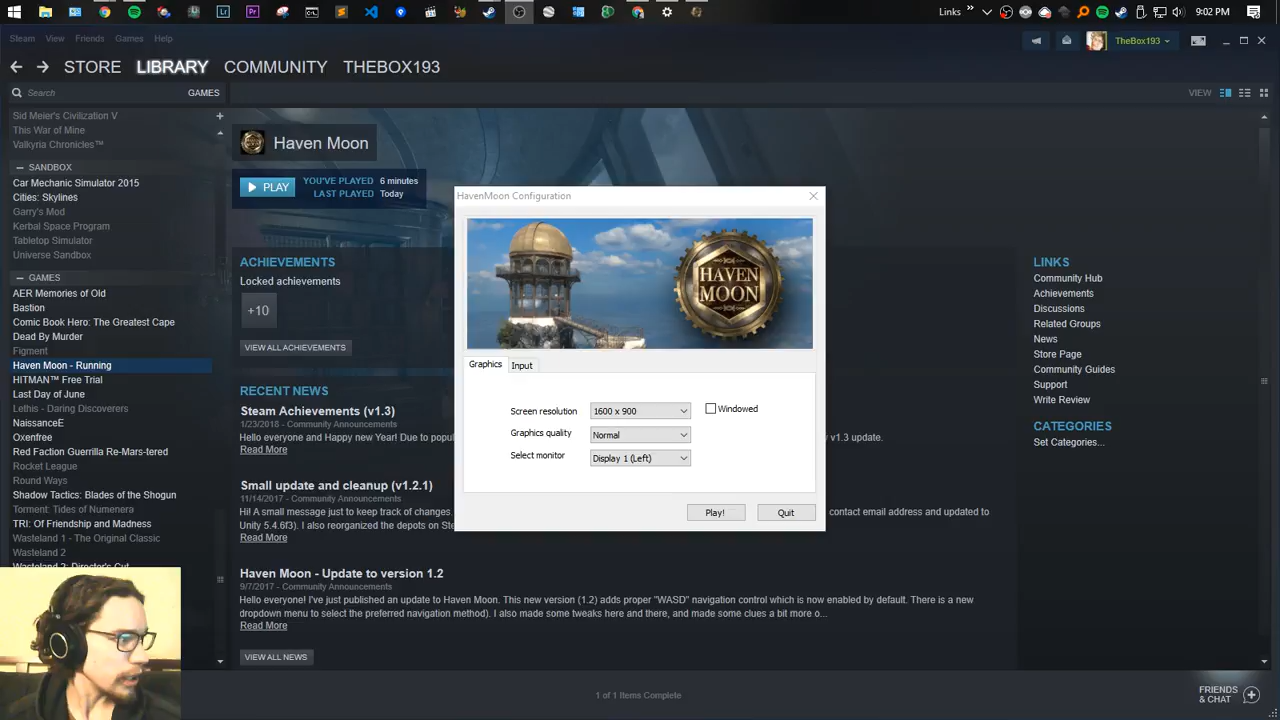 Links
9:02 PM
Steam View Friends Games Help
TheBox193
STORE LIBRARY COMMUNITY THEBOX193
Search GAMES
VIEW
Sid Meier's Civilization V
This War of Mine
Valkyria Chronicles™
SANDBOX
Car Mechanic Simulator 2015
Cities: Skylines
Garry's Mod
Kerbal Space Program
Tabletop Simulator
Universe Sandbox
GAMES
AER Memories of Old
Bastion
Comic Book Hero: The Greatest Cape
Dead By Murder
Figment
Haven Moon - Running
HITMAN™ Free Trial
Last Day of June
Lethis - Daring Discoverers
NaissanceE
Oxenfree
Red Faction Guerrilla Re-Mars-tered
Rocket League
Round Ways
Shadow Tactics: Blades of the Shogun
Torment: Tides of Numenera
TRI: Of Friendship and Madness
Wasteland 1 - The Original Classic
Wasteland 2
Wasteland 2: Director's Cut
Haven Moon
PLAY
YOU'VE PLAYED 6 minutes
LAST PLAYED Today
ACHIEVEMENTS
Locked achievements
+10
VIEW ALL ACHIEVEMENTS
RECENT NEWS
Steam Achievements (v1.3)
1/23/2018 - Community Announcements
Hello everyone and Happy new Year! Due to popul
v1.3 update.
Read More
Small update and cleanup (v1.2.1)
11/14/2017 - Community Announcements
Hi! A small message just to keep track of changes.
contact email address and updated to
Unity 5.4.6f3). I also reorganized the depots on Ste
Read More
Haven Moon - Update to version 1.2
9/7/2017 - Community Announcements
Hello everyone! I've just published an update to Haven Moon. This new version (1.2) adds proper "WASD" navigation control which is now enabled by default. There is a new
dropdown menu to select the preferred navigation method). I also made some tweaks here and there, and made some clues a bit more o...
Read More
VIEW ALL NEWS
HavenMoon Configuration
HAVEN
MOON
Graphics Input
Screen resolution 1600 x 900 Windowed
Graphics quality Normal
Select monitor Display 1 (Left)
Play! Quit
LINKS
Community Hub
Achievements
Discussions
Related Groups
News
Store Page
Community Guides
Support
Write Review
CATEGORIES
Set Categories...
1 of 1 Items Complete
FRIENDS
& CHAT